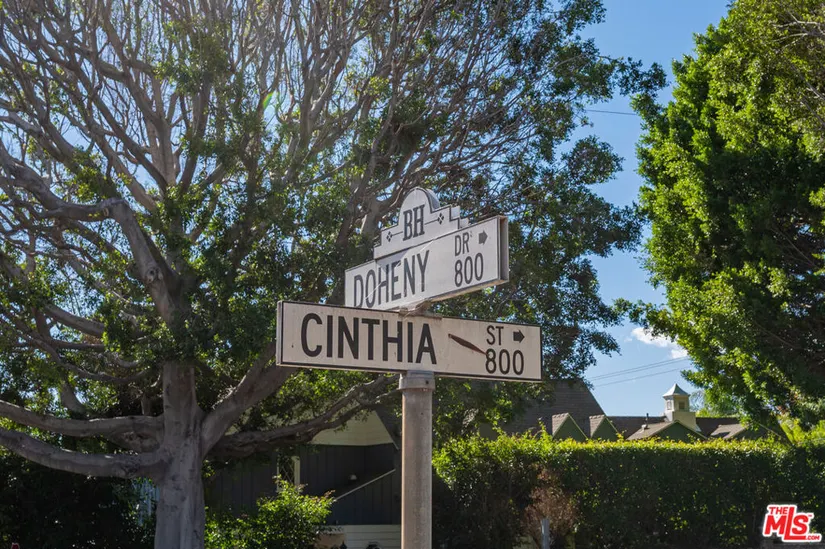 BH
DOHENY DR
800
CINTHIA ST
800
THE
MLS